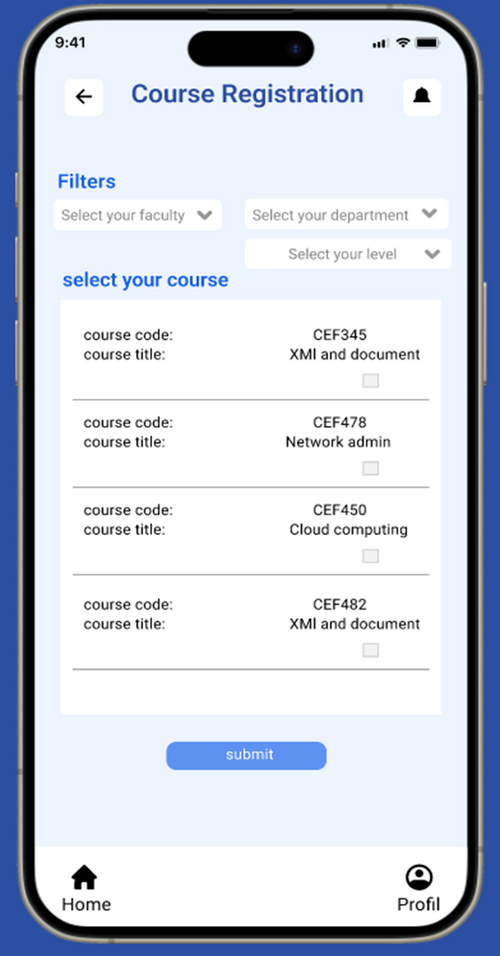 9:41
Course Registration
Filters
Select your faculty
Select your department
Select your level
select your course
course code: CEF345
course title: XMl and document
course code: CEF478
course title: Network admin
course code: CEF450
course title: Cloud computing
course code: CEF482
course title: XMl and document
submit
Home
Profil